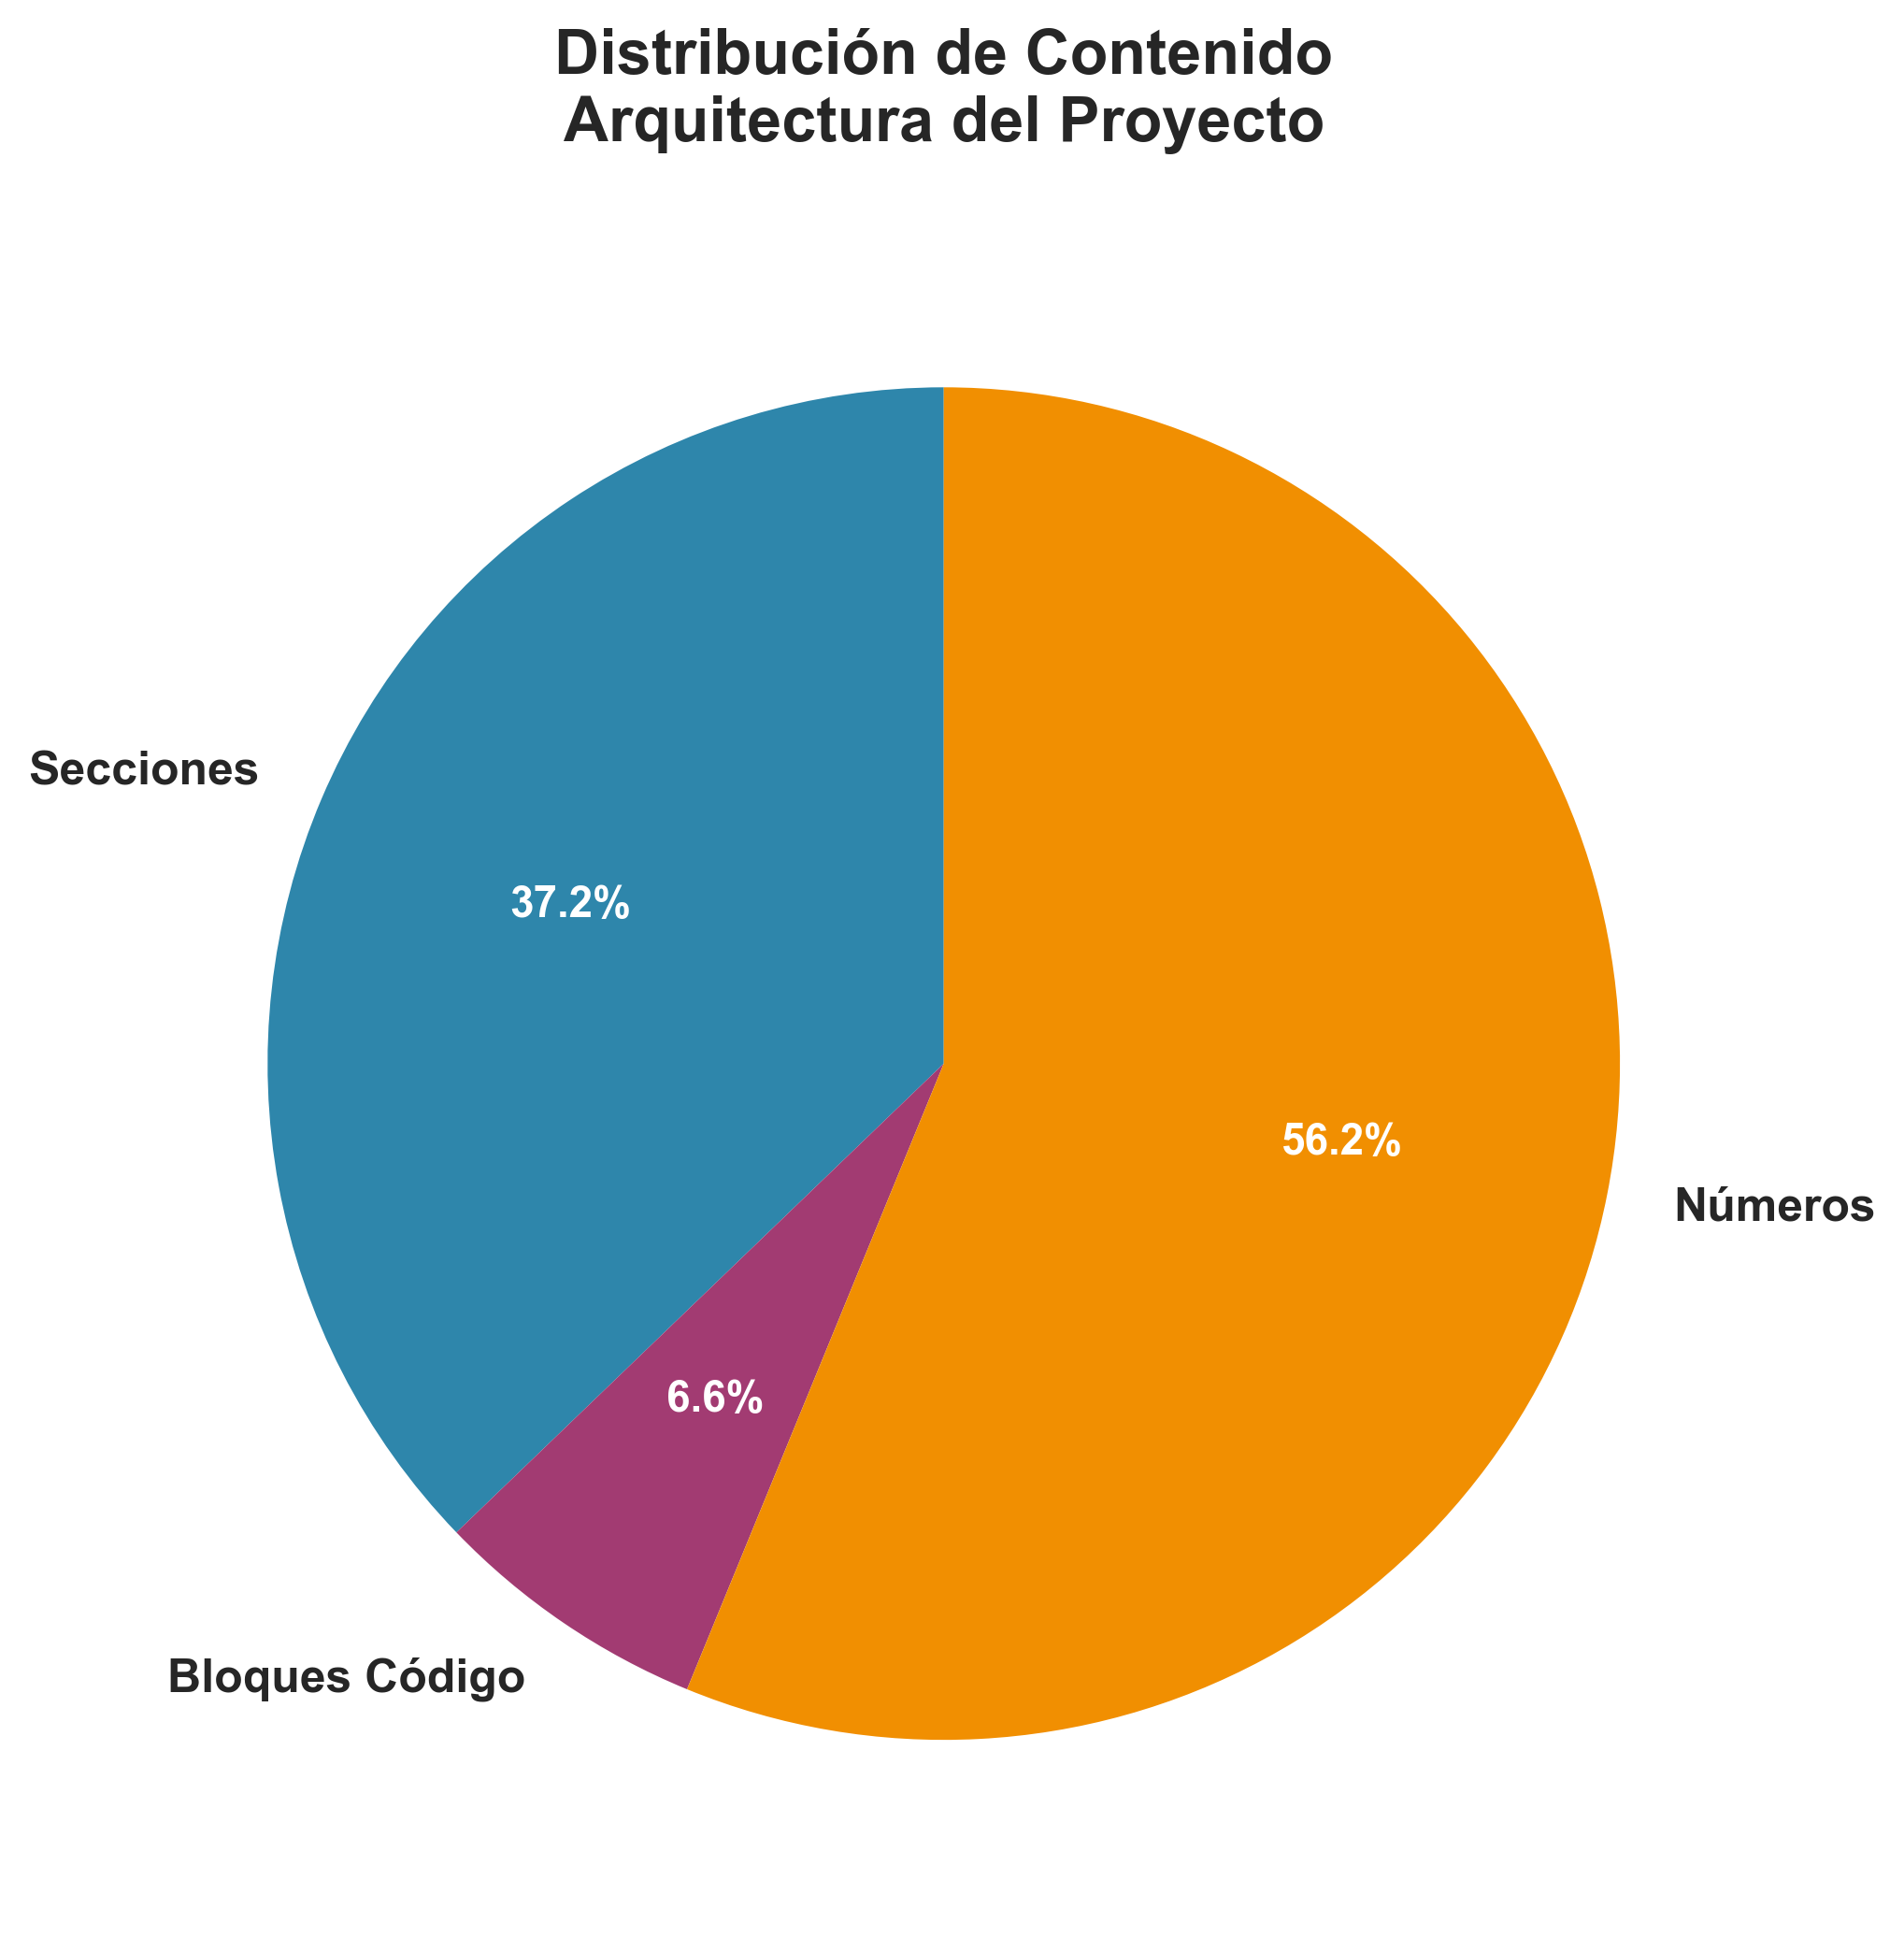 Distribución de Contenido
Arquitectura del Proyecto
Secciones
37.2%
56.2%
Números
6.6%
Bloques Código